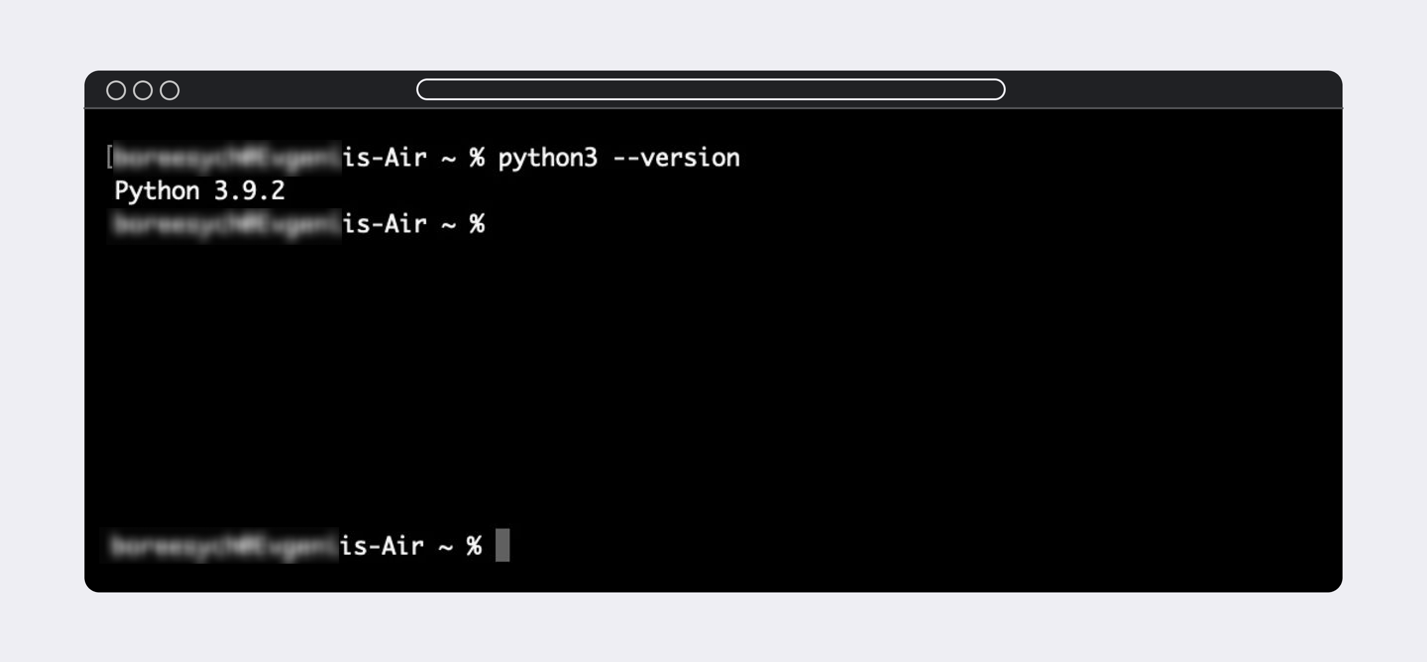 is-Air ~ % python3 --version
Python 3.9.2
is-Air ~ %
is-Air ~ %